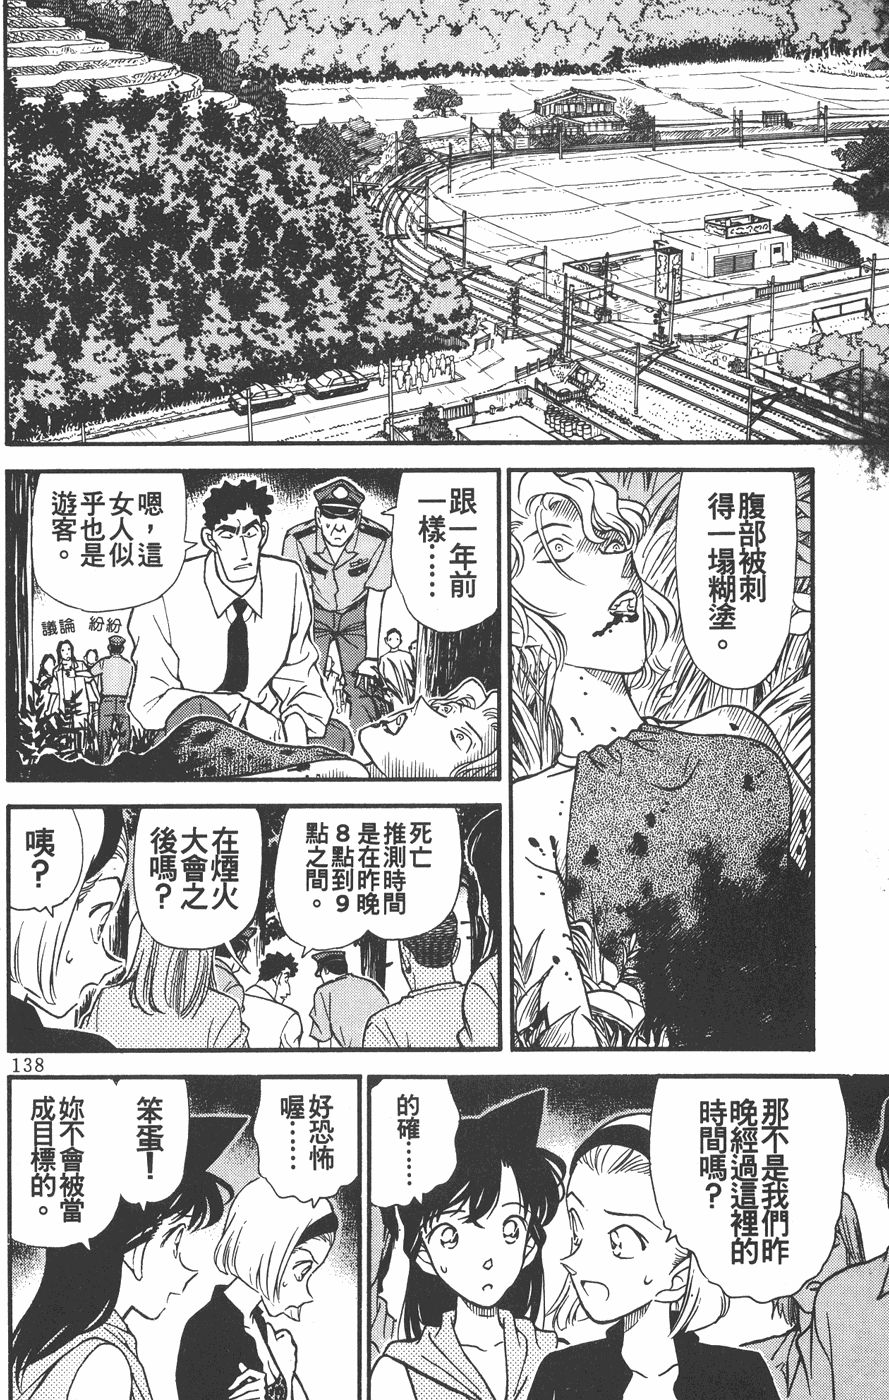 腹部被刺
得一塌糊塗。
跟一年前
一樣……
嗯，這
女人似
乎也是
遊客。
議論 紛紛
死亡
推測時間
是在昨晚
8點到9
點之間。
在煙火
大會之
後嗎？
咦？
138
那不是我們昨
晚經過這裡的
時間嗎？
的確……
好恐怖
喔……
笨蛋！
妳不會被當
成目標的。